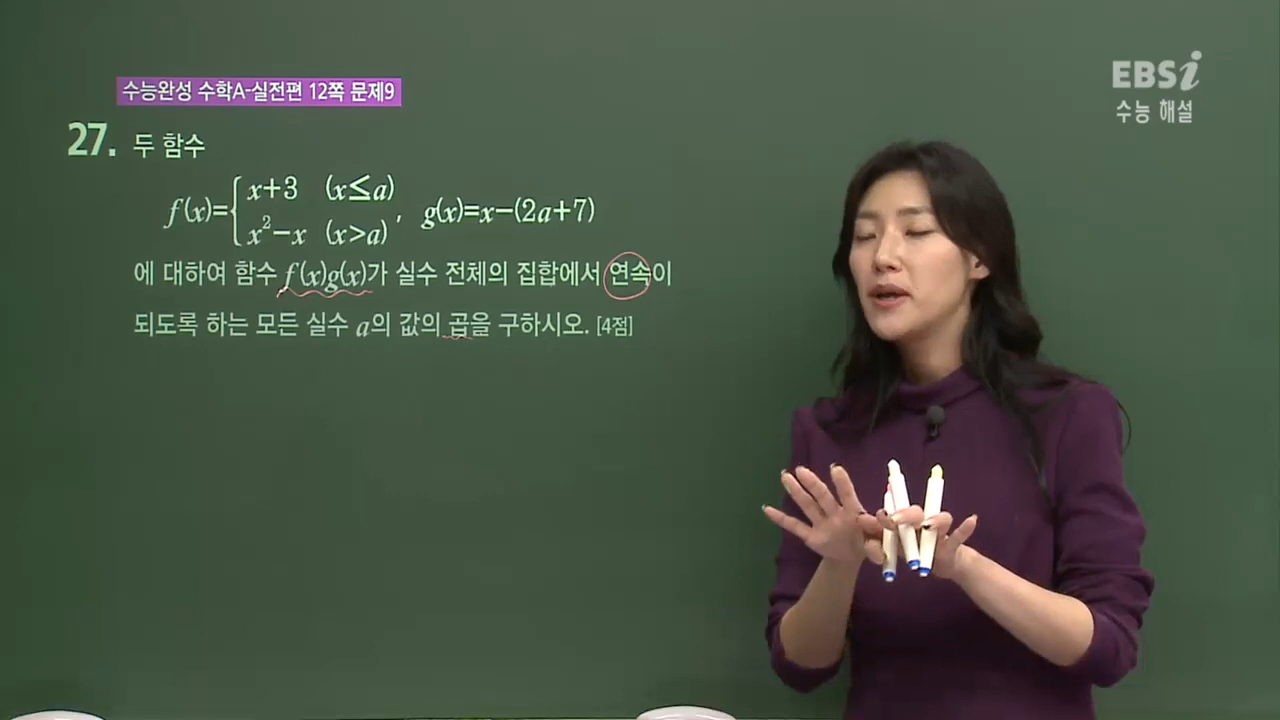 수능완성 수학A-실전편 12쪽 문제9
EBSi
수능 해설
27. 두 함수
f(x)={ x+3 (x≤a)
x²-x (x>a) , g(x)=x-(2a+7)
에 대하여 함수 f(x)g(x)가 실수 전체의 집합에서 연속이
되도록 하는 모든 실수 a의 값의 곱을 구하시오. [4점]